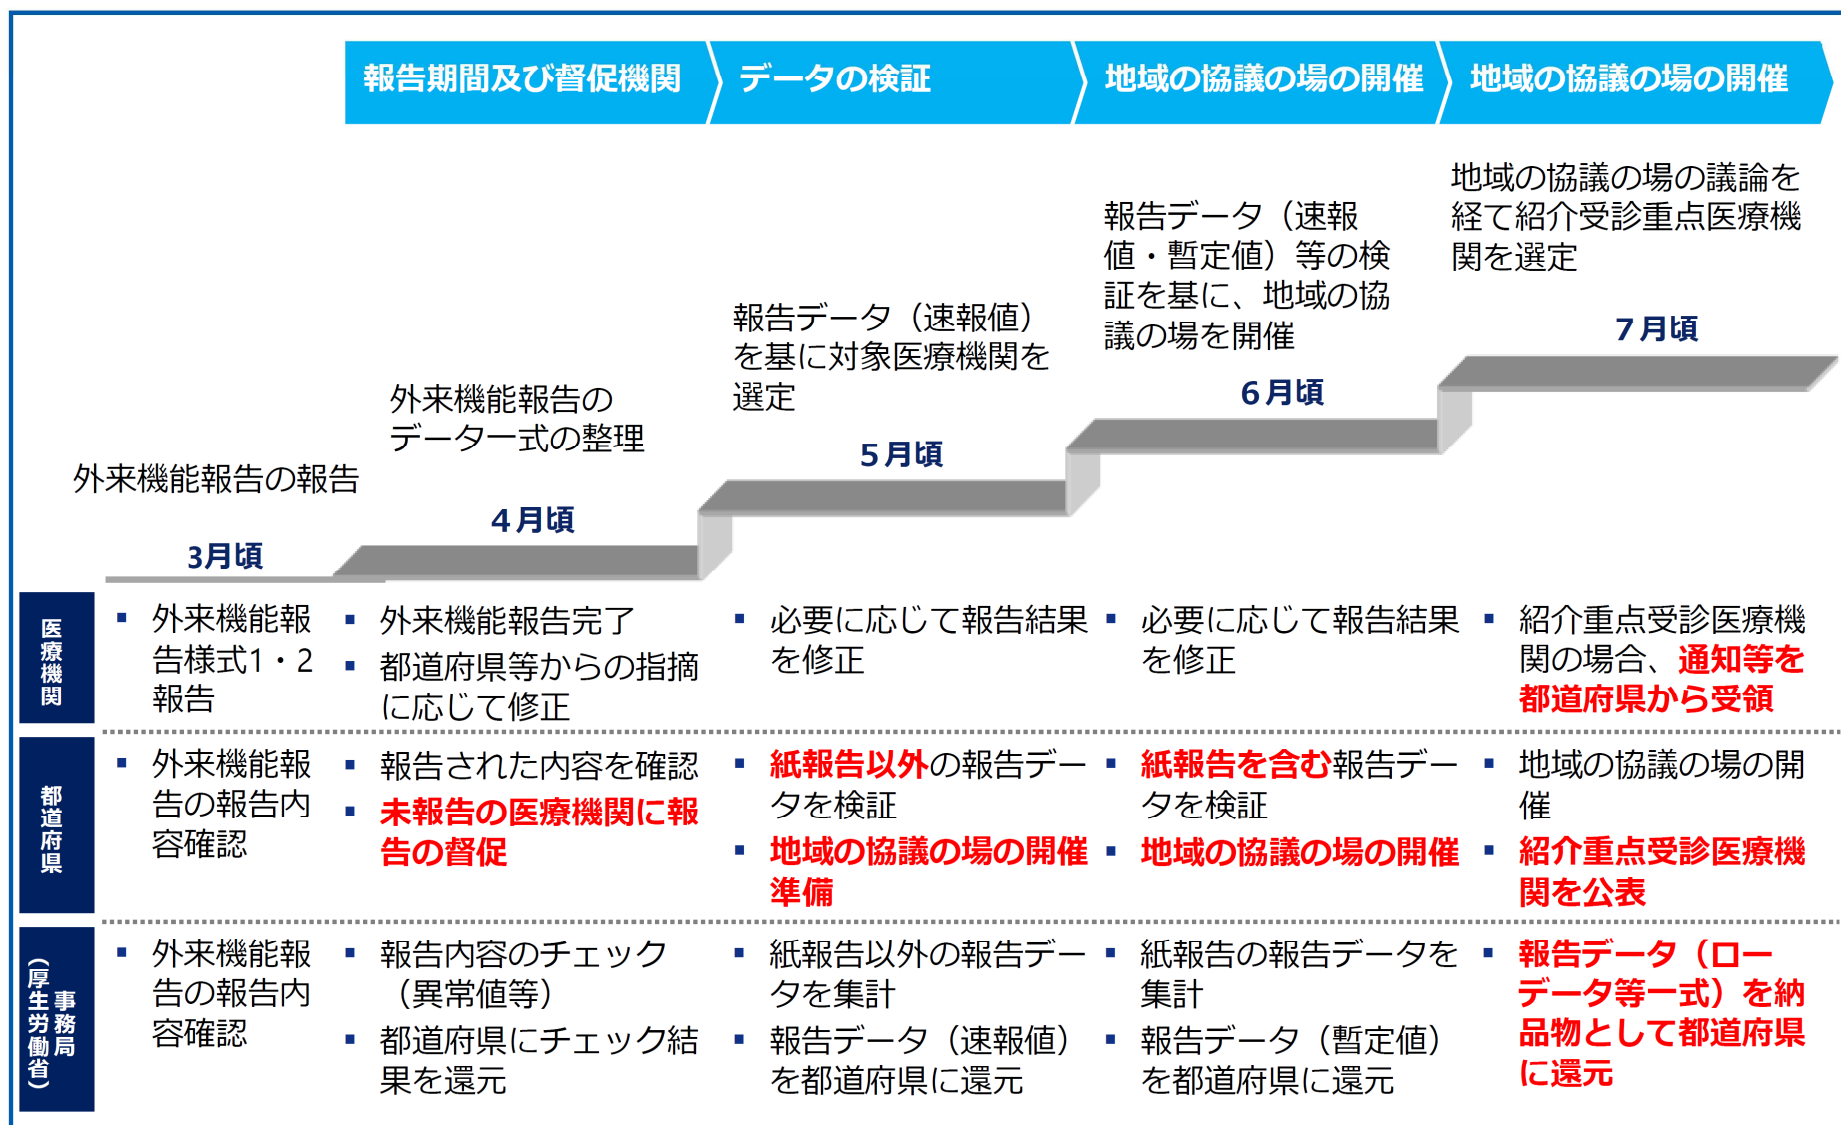 報告期間及び督促機関
データの検証
地域の協議の場の開催
地域の協議の場の開催
外来機能報告の報告
3月頃
外来機能報告の
データ一式の整理
4月頃
報告データ（速報値）
を基に対象医療機関を
選定
5月頃
報告データ（速報
値・暫定値）等の検
証を基に、地域の協
議の場を開催
6月頃
地域の協議の場の議論を
経て紹介受診重点医療機
関を選定
7月頃
医療機関
▪ 外来機能報
告様式1・2
報告
▪ 外来機能報告完了
▪ 都道府県等からの指摘
に応じて修正
▪ 必要に応じて報告結果
を修正
▪ 必要に応じて報告結果
を修正
▪ 紹介重点受診医療機
関の場合、通知等を
都道府県から受領
都道府県
▪ 外来機能報
告の報告内
容確認
▪ 報告された内容を確認
▪ 未報告の医療機関に報
告の督促
▪ 紙報告以外の報告デー
タを検証
▪ 地域の協議の場の開催
準備
▪ 紙報告を含む報告デー
タを検証
▪ 地域の協議の場の開催
▪ 地域の協議の場の開
催
▪ 紹介重点受診医療機
関を公表
事務局
（厚生労働省）
▪ 外来機能報
告の報告内
容確認
▪ 報告内容のチェック
（異常値等）
▪ 都道府県にチェック結
果を還元
▪ 紙報告以外の報告デー
タを集計
▪ 報告データ（速報値）
を都道府県に還元
▪ 紙報告の報告データを
集計
▪ 報告データ（暫定値）
を都道府県に還元
▪ 報告データ（ロー
データ等一式）を納
品物として都道府県
に還元